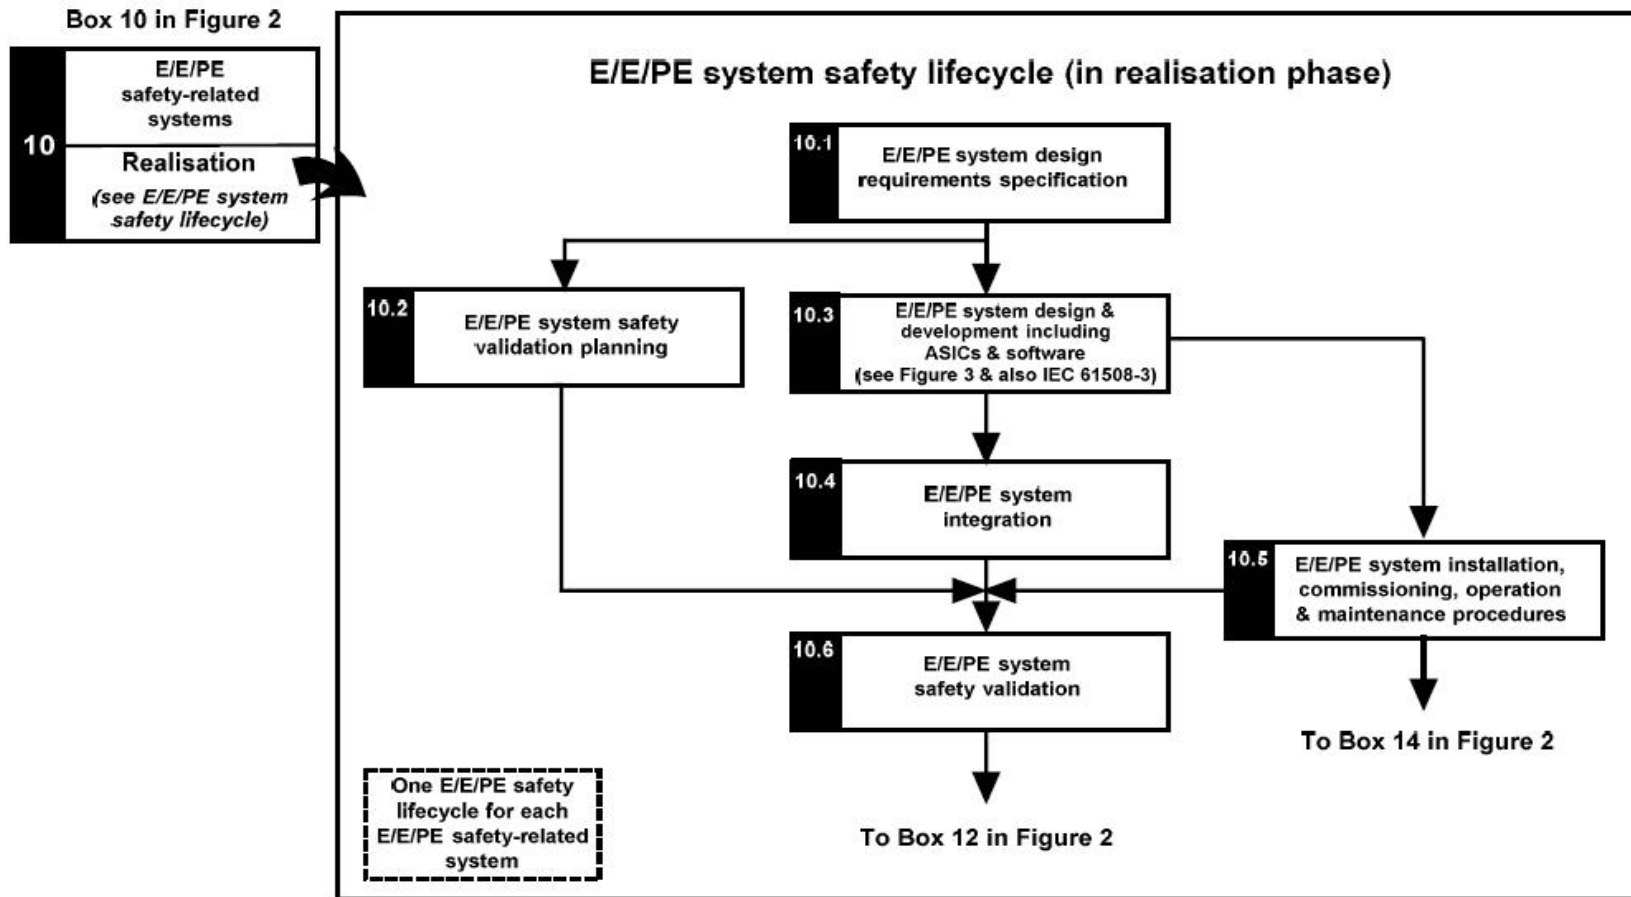 Box 10 in Figure 2
10
E/E/PE
safety-related
systems
Realisation
(see E/E/PE system
safety lifecycle)
E/E/PE system safety lifecycle (in realisation phase)
10.1
E/E/PE system design
requirements specification
10.2
E/E/PE system safety
validation planning
10.3
E/E/PE system design &
development including
ASICs & software
(see Figure 3 & also IEC 61508-3)
10.4
E/E/PE system
integration
10.5
E/E/PE system installation,
commissioning, operation
& maintenance procedures
10.6
E/E/PE system
safety validation
To Box 14 in Figure 2
One E/E/PE safety
lifecycle for each
E/E/PE safety-related
system
To Box 12 in Figure 2